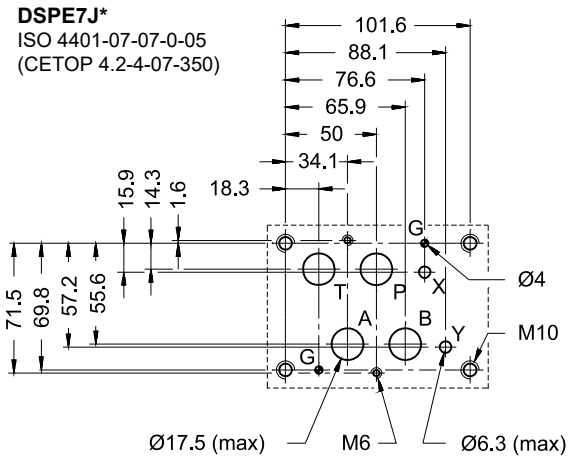 DSPE7J*
ISO 4401-07-07-0-05
(CETOP 4.2-4-07-350)
101.6
88.1
76.6
65.9
50
34.1
18.3
15.9
14.3
1.6
71.5
69.8
57.2
55.6
G
T
P
X
Ø4
A
B
Y
M10
G
Ø17.5 (max)
M6
Ø6.3 (max)